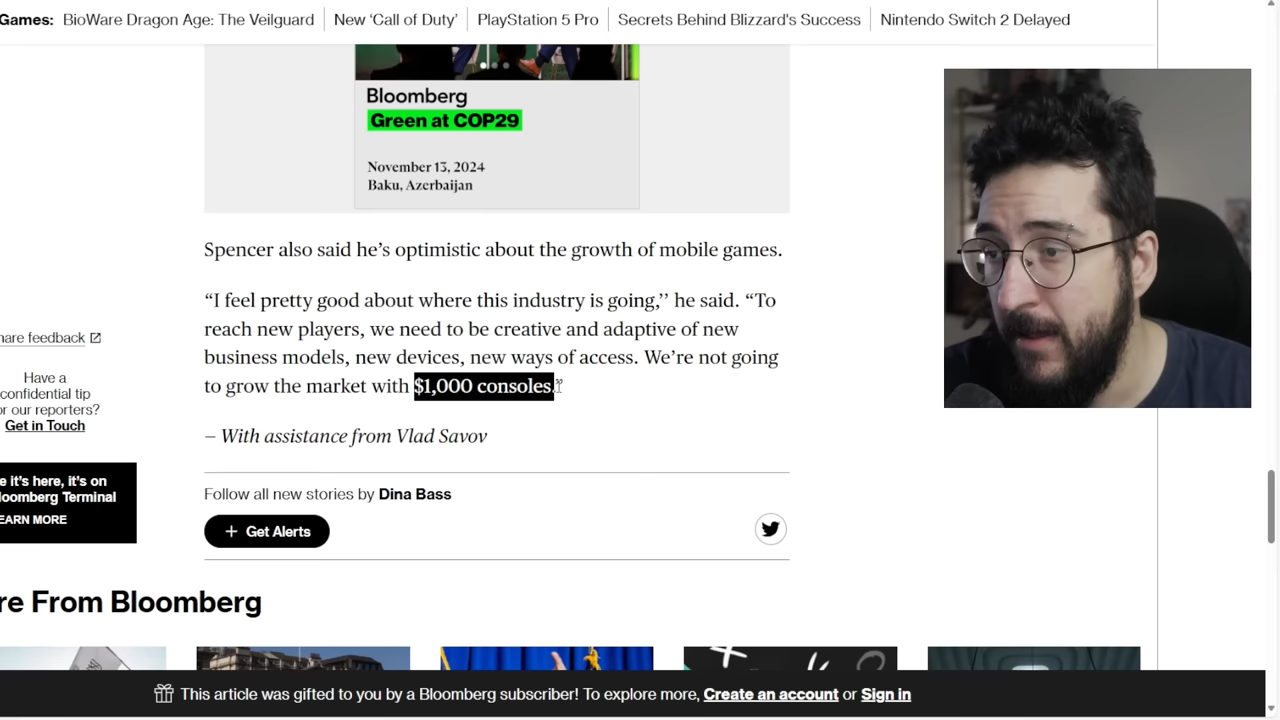 Games: BioWare Dragon Age: The Veilguard New ‘Call of Duty’ PlayStation 5 Pro Secrets Behind Blizzard's Success Nintendo Switch 2 Delayed
Bloomberg
Green at COP29
November 13, 2024
Baku, Azerbaijan
Spencer also said he’s optimistic about the growth of mobile games.
“I feel pretty good about where this industry is going,’’ he said. “To
reach new players, we need to be creative and adaptive of new
business models, new devices, new ways of access. We’re not going
to grow the market with $1,000 consoles.”
– With assistance from Vlad Savov
hare feedback
Have a
confidential tip
or our reporters?
Get in Touch
e it’s here, it’s on
loomberg Terminal
EARN MORE
Follow all new stories by Dina Bass
+ Get Alerts
re From Bloomberg
This article was gifted to you by a Bloomberg subscriber! To explore more, Create an account or Sign in